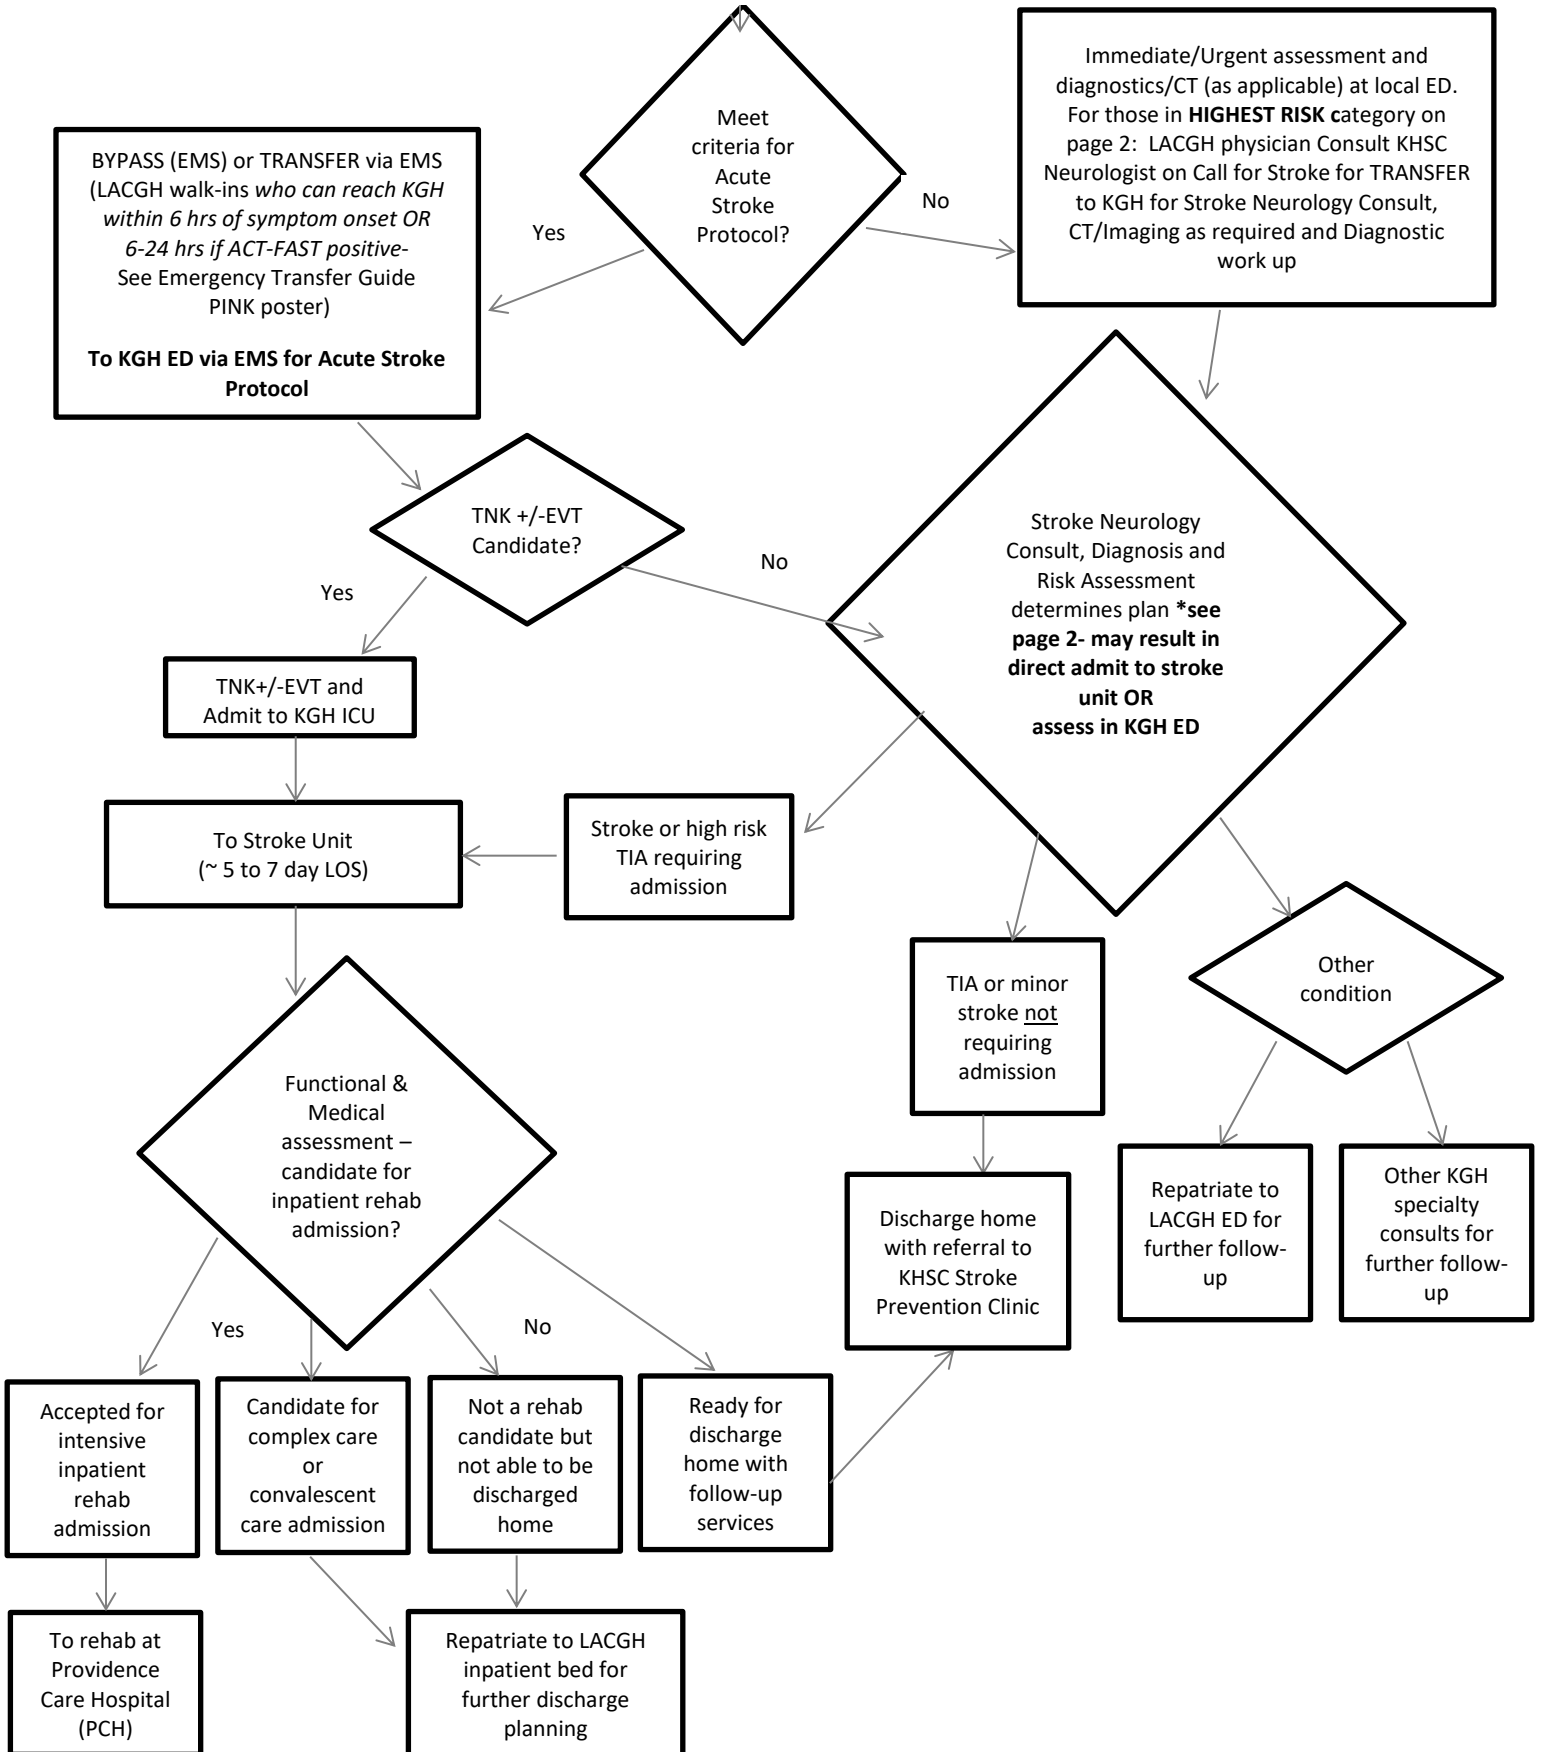 Meet
criteria for
Acute
Stroke
Protocol?
Immediate/Urgent assessment and
diagnostics/CT (as applicable) at local ED.
For those in HIGHEST RISK category on
page 2:  LACGH physician Consult KHSC
Neurologist on Call for Stroke for TRANSFER
to KGH for Stroke Neurology Consult,
CT/Imaging as required and Diagnostic
work up
BYPASS (EMS) or TRANSFER via EMS
(LACGH walk-ins who can reach KGH
within 6 hrs of symptom onset OR
6-24 hrs if ACT-FAST positive-
See Emergency Transfer Guide
PINK poster)
To KGH ED via EMS for Acute Stroke
Protocol
Yes
No
TNK +/-EVT
Candidate?
Yes
No
Stroke Neurology
Consult, Diagnosis and
Risk Assessment
determines plan *see
page 2- may result in
direct admit to stroke
unit OR
assess in KGH ED
TNK+/-EVT and
Admit to KGH ICU
To Stroke Unit
(~ 5 to 7 day LOS)
Stroke or high risk
TIA requiring
admission
TIA or minor
stroke not
requiring
admission
Other
condition
Functional &
Medical
assessment –
candidate for
inpatient rehab
admission?
Discharge home
with referral to
KHSC Stroke
Prevention Clinic
Repatriate to
LACGH ED for
further follow-
up
Other KGH
specialty
consults for
further follow-
up
Yes
No
Accepted for
intensive
inpatient
rehab
admission
Candidate for
complex care
or
convalescent
care admission
Not a rehab
candidate but
not able to be
discharged
home
Ready for
discharge
home with
follow-up
services
To rehab at
Providence
Care Hospital
(PCH)
Repatriate to LACGH
inpatient bed for
further discharge
planning